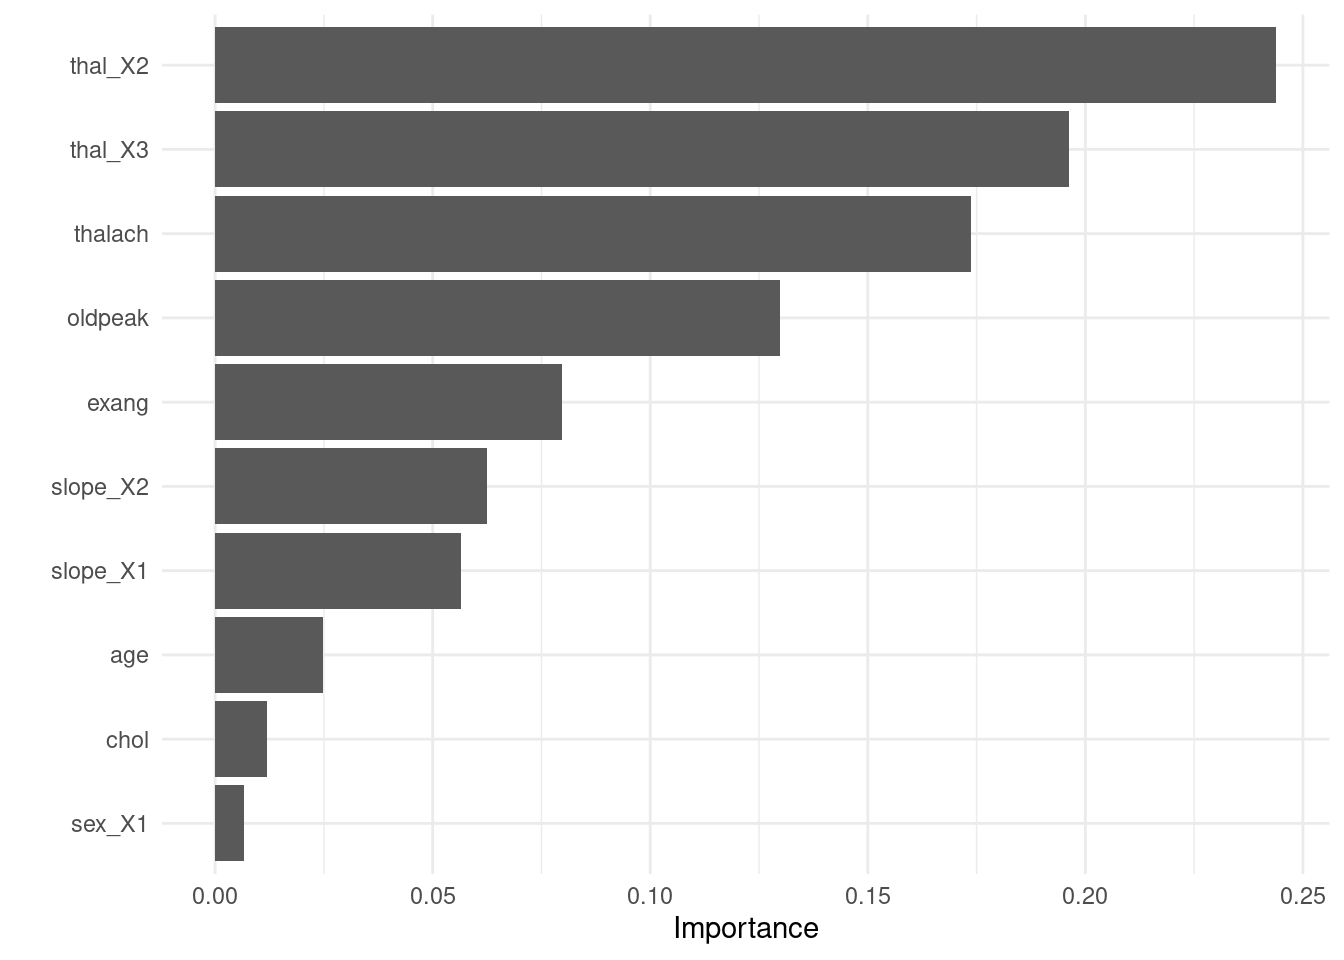 thal_X2
thal_X3
thalach
oldpeak
exang
slope_X2
slope_X1
age
chol
sex_X1
0.00 0.05 0.10 0.15 0.20 0.25
Importance